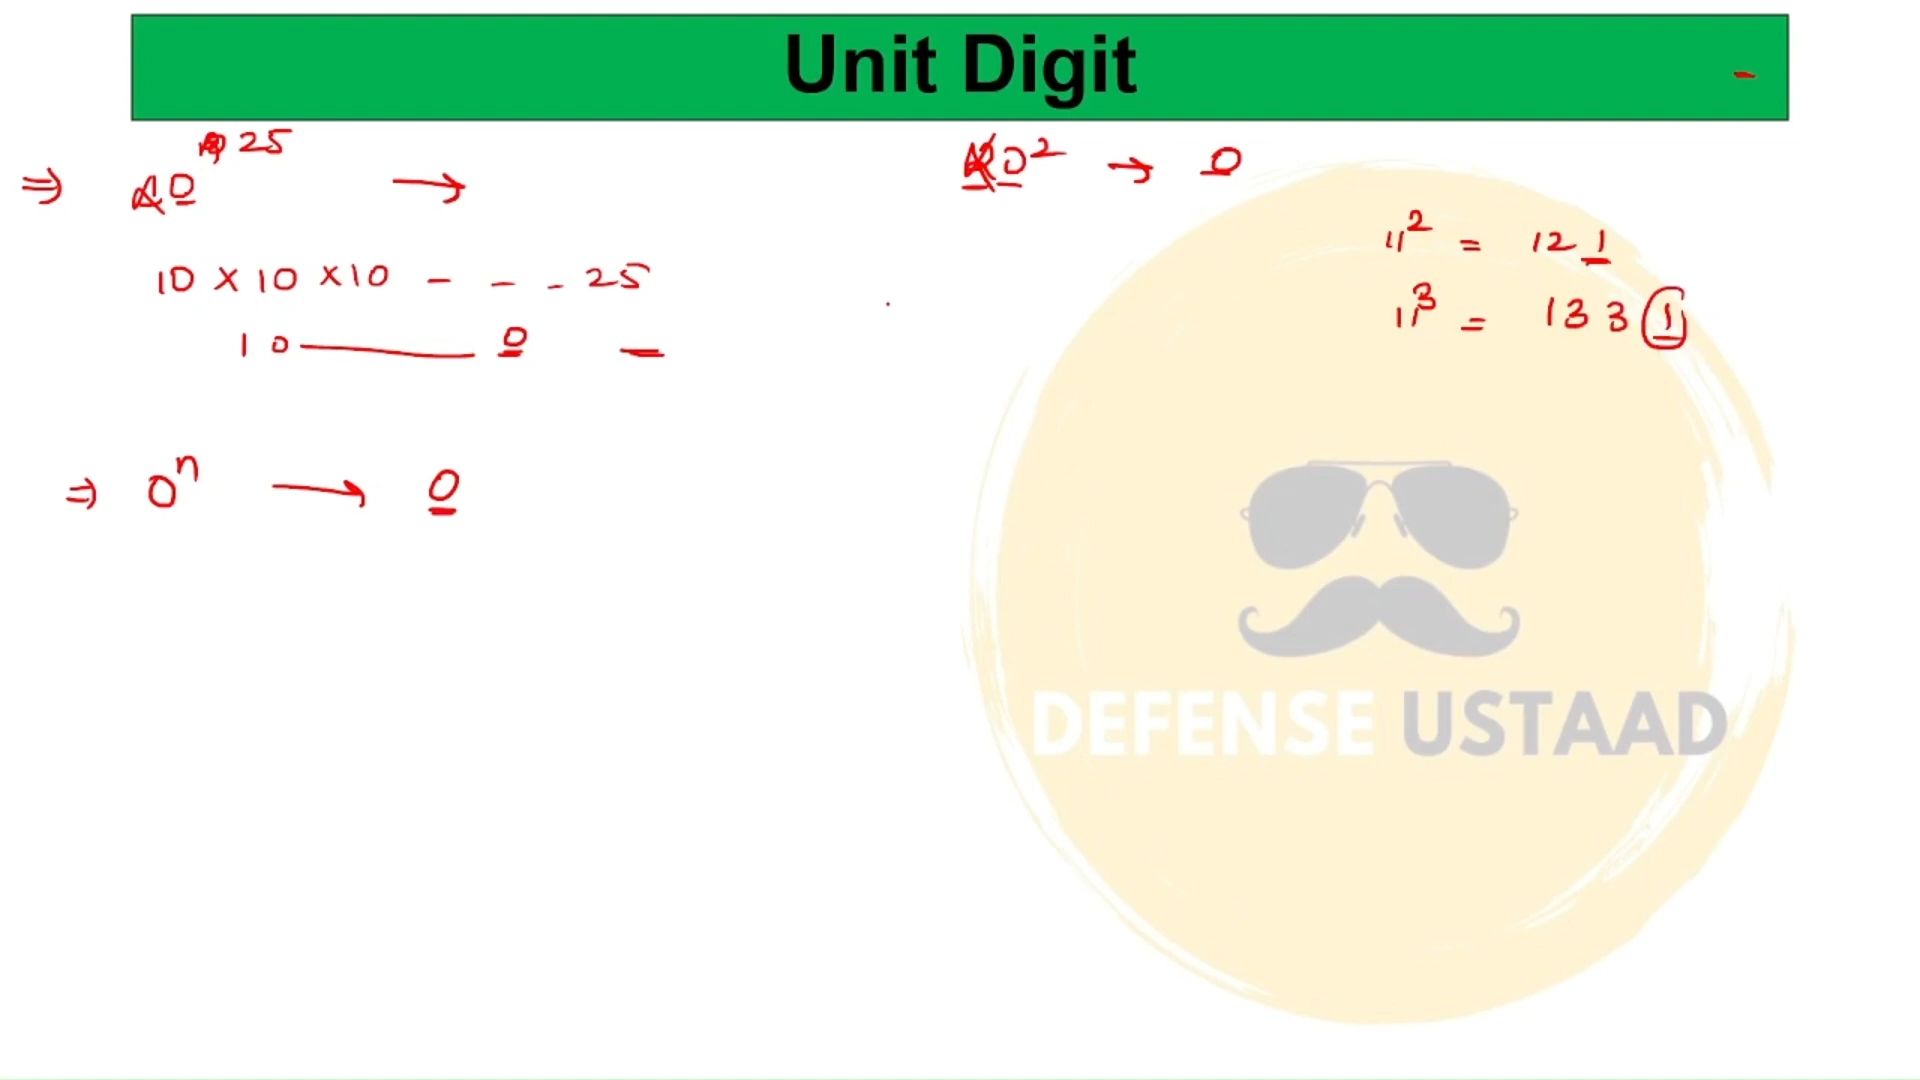 Unit Digit
⇒ 10^25 →
10 × 10 × 10 - - - 25
10 —— 0
⇒ 0^n → 0
0^2 → 0
11^2 = 121
11^3 = 1331
DEFENSE USTAAD